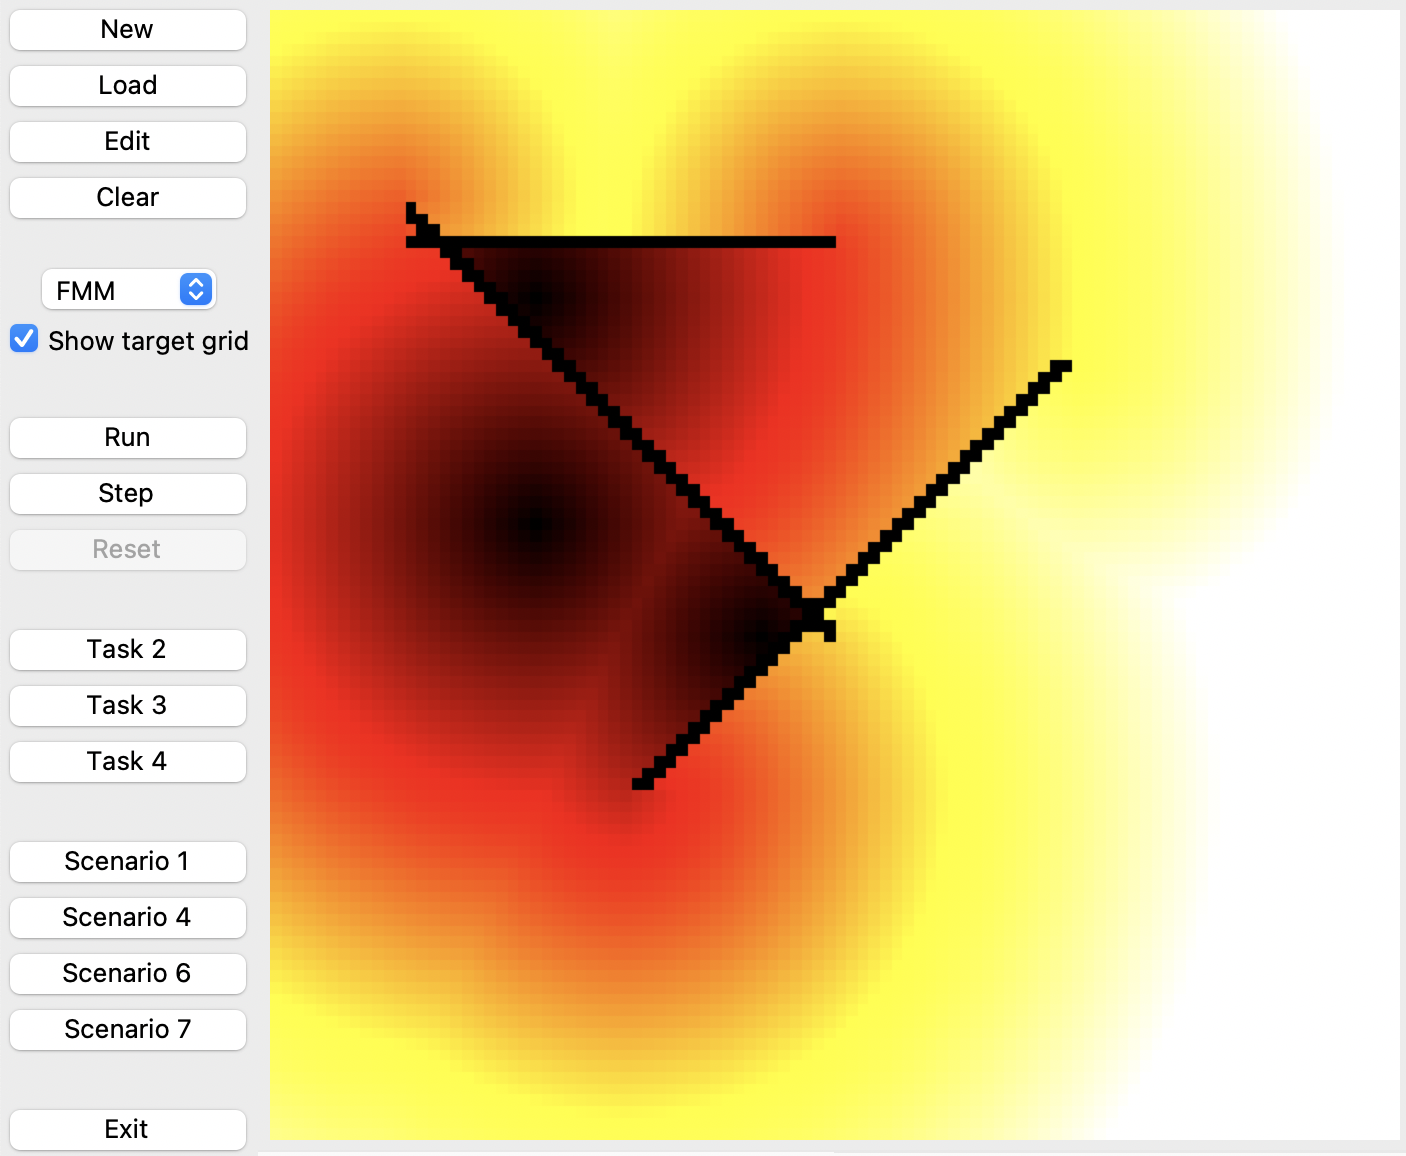 New
Load
Edit
Clear
FMM
Show target grid
Run
Step
Reset
Task 2
Task 3
Task 4
Scenario 1
Scenario 4
Scenario 6
Scenario 7
Exit